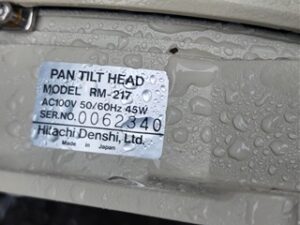 PAN TILT HEAD
MODEL RM-217
AC100V 50/60Hz 45W
SER.NO.0062340
Hitachi Denshi, Ltd.
Made in Japan